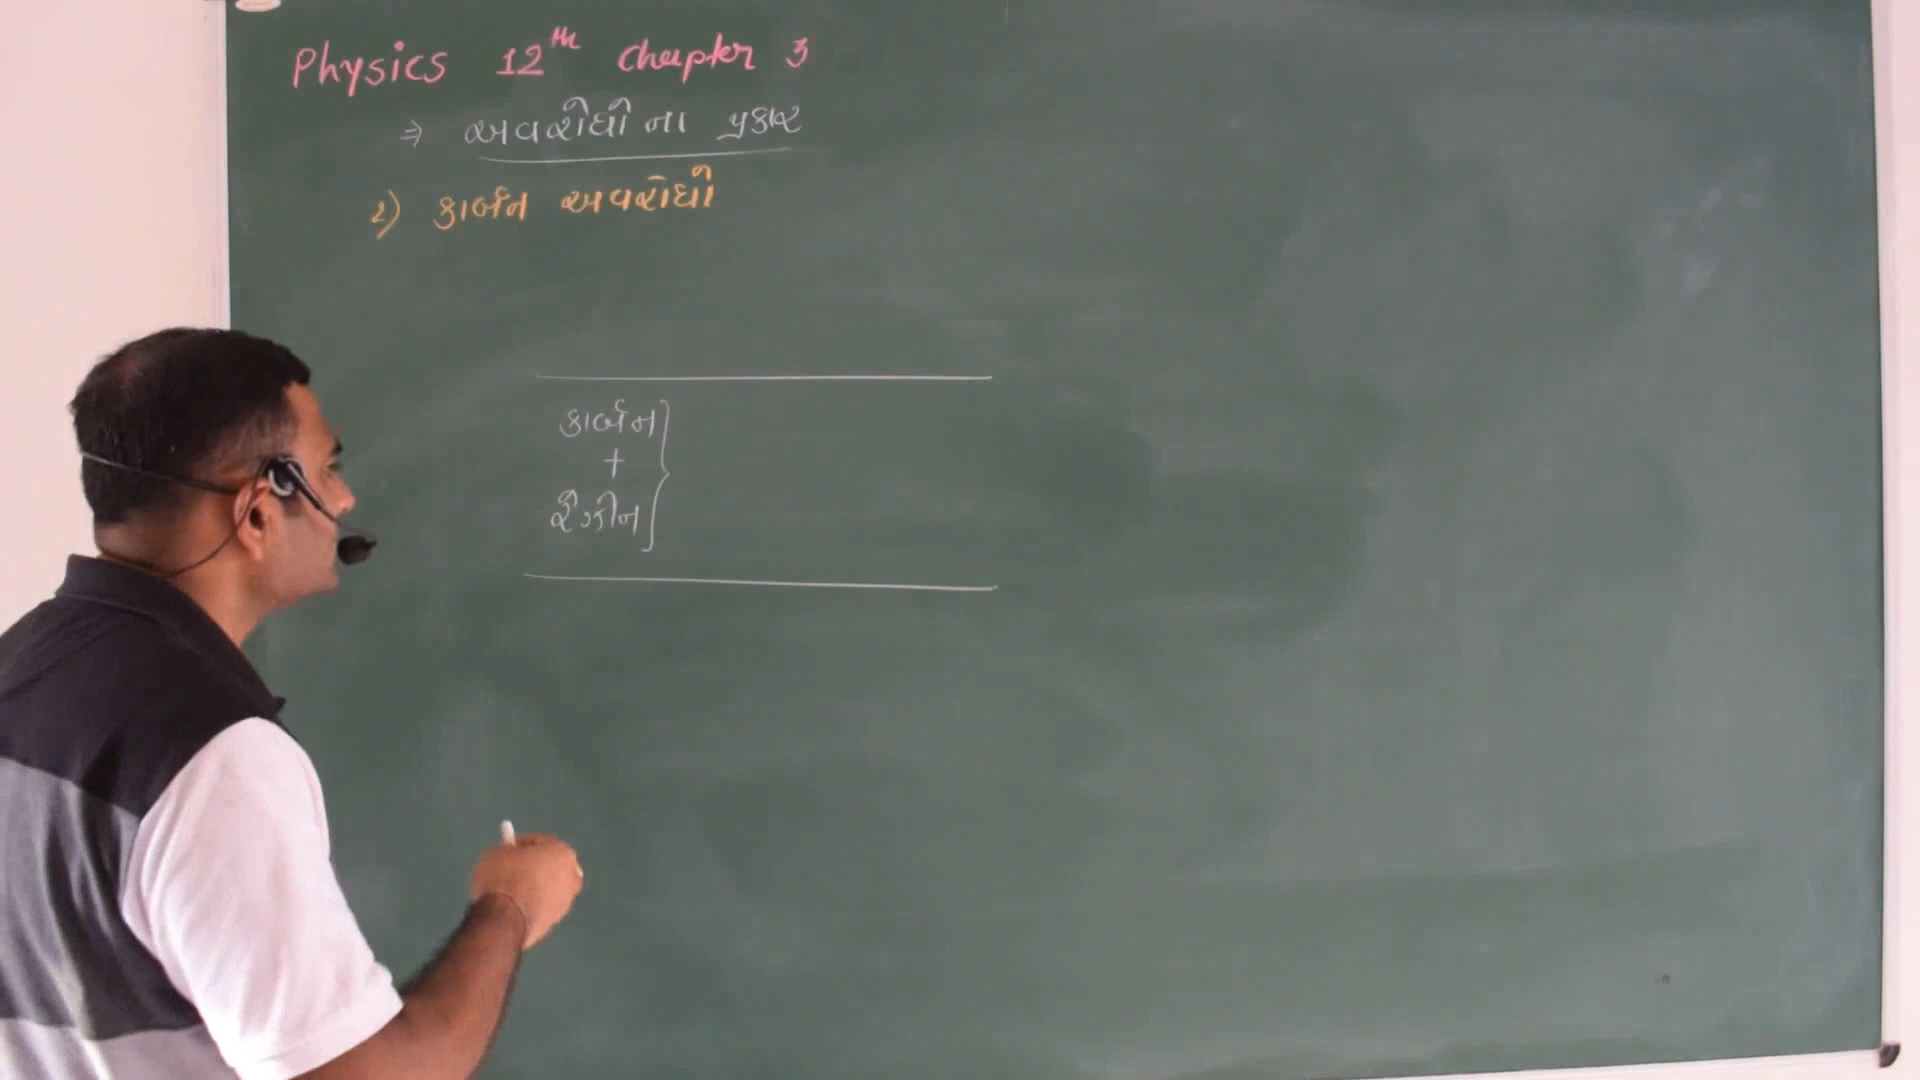 Physics 12th Chapter 3
⇒ અવરોધોના પ્રકાર
૨) કાર્બન અવરોધો
કાર્બન
+
રેઝીન